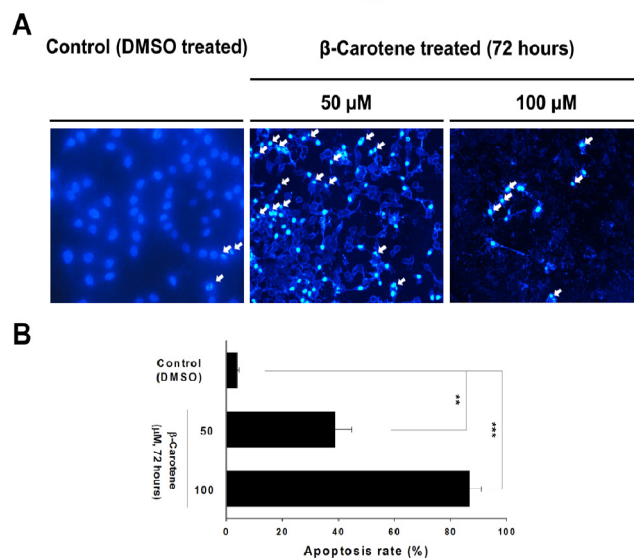 A
Control (DMSO treated)
β-Carotene treated (72 hours)
50 µM
100 µM
B
Control
(DMSO)
β-Carotene
(µM, 72 hours)
50
100
**
***
0
20
40
60
80
100
Apoptosis rate (%)